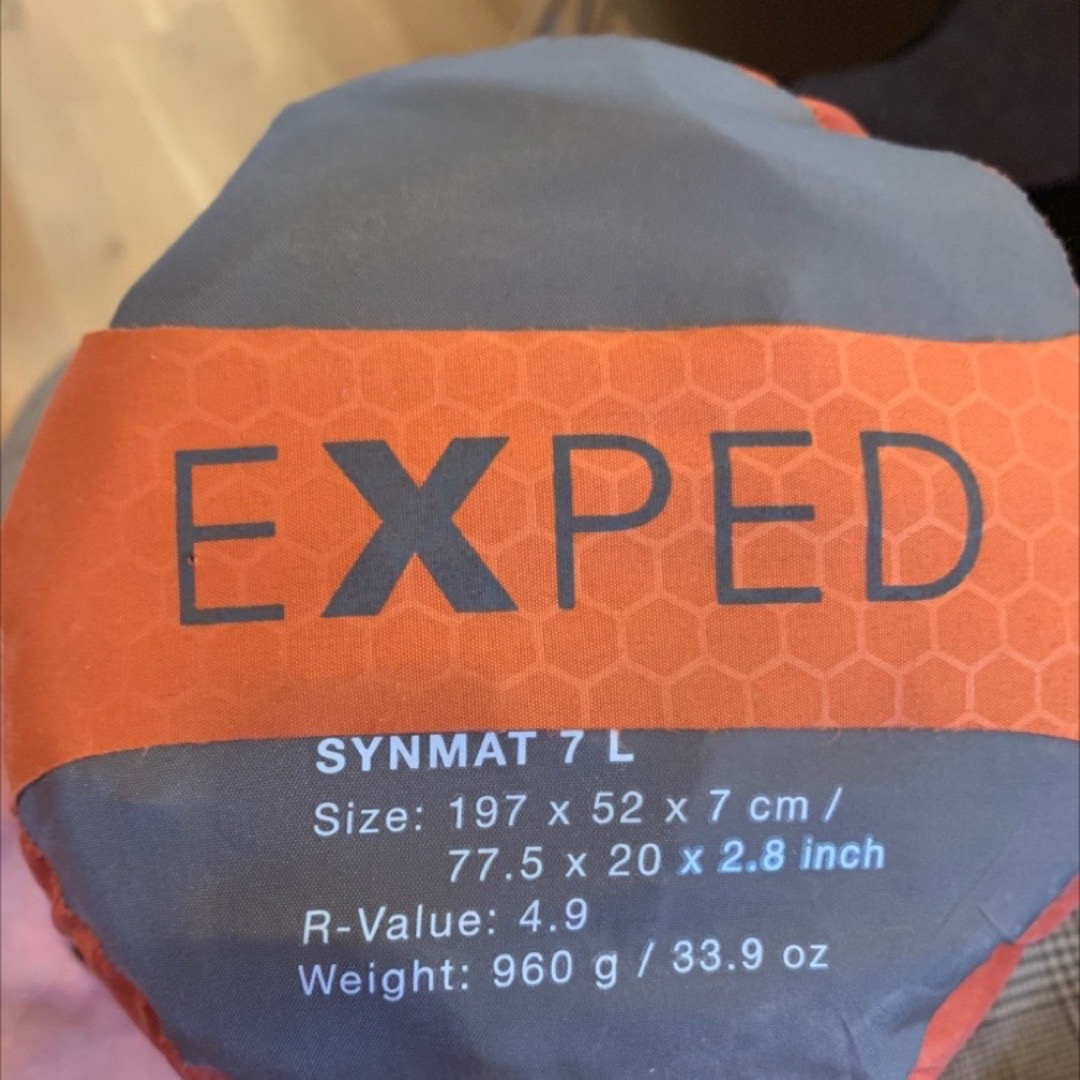 EXPED
SYNMAT 7 L
Size: 197 x 52 x 7 cm /
77.5 x 20 x 2.8 inch
R-Value: 4.9
Weight: 960 g / 33.9 oz